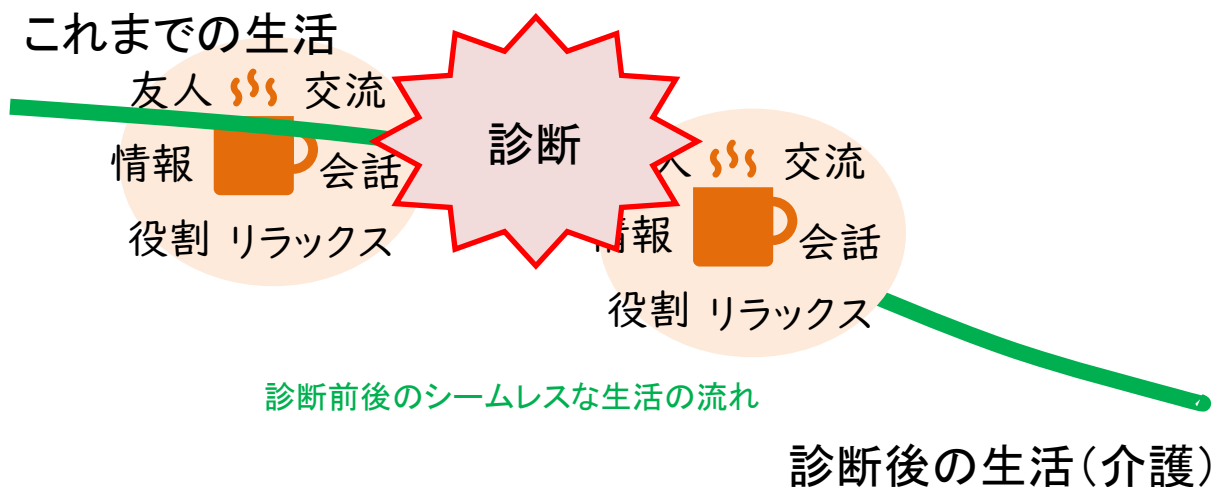 これまでの生活
友人 交流
情報 会話
役割 リラックス
診断
人 交流
情報 会話
役割 リラックス
診断前後のシームレスな生活の流れ
診断後の生活（介護）